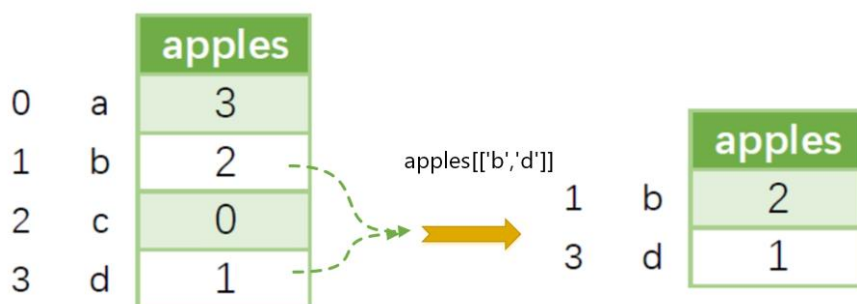 apples
0 a 3
1 b 2
2 c 0
3 d 1
apples[['b','d']]
apples
1 b 2
3 d 1